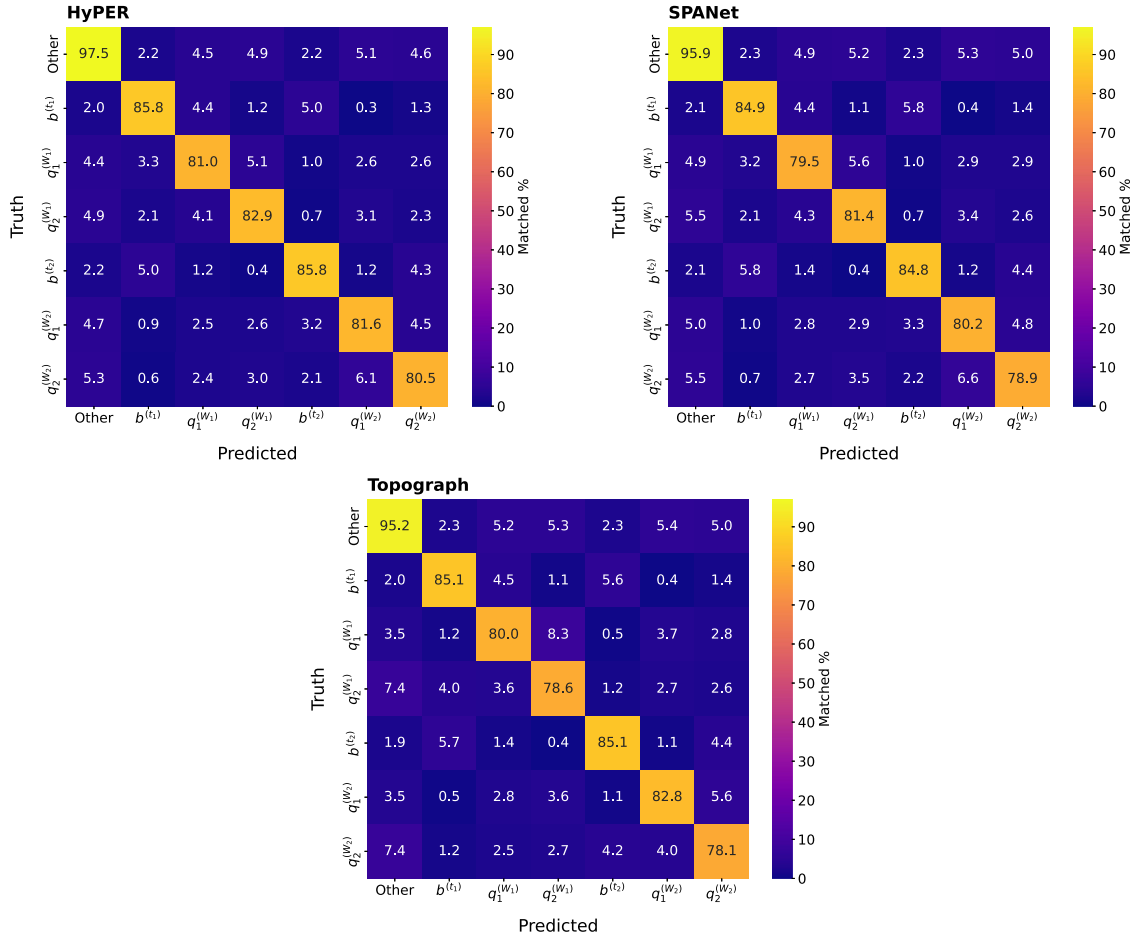 HyPER
Truth
Other 97.5 2.2 4.5 4.9 2.2 5.1 4.6
b^(t₁) 2.0 85.8 4.4 1.2 5.0 0.3 1.3
q₁^(W₁) 4.4 3.3 81.0 5.1 1.0 2.6 2.6
q₂^(W₁) 4.9 2.1 4.1 82.9 0.7 3.1 2.3
b^(t₂) 2.2 5.0 1.2 0.4 85.8 1.2 4.3
q₁^(W₂) 4.7 0.9 2.5 2.6 3.2 81.6 4.5
q₂^(W₂) 5.3 0.6 2.4 3.0 2.1 6.1 80.5
Other b^(t₁) q₁^(W₁) q₂^(W₁) b^(t₂) q₁^(W₂) q₂^(W₂)
Predicted
90
80
70
60
50
40
30
20
10
0
Matched %
SPANet
Truth
Other 95.9 2.3 4.9 5.2 2.3 5.3 5.0
b^(t₁) 2.1 84.9 4.4 1.1 5.8 0.4 1.4
q₁^(W₁) 4.9 3.2 79.5 5.6 1.0 2.9 2.9
q₂^(W₁) 5.5 2.1 4.3 81.4 0.7 3.4 2.6
b^(t₂) 2.1 5.8 1.4 0.4 84.8 1.2 4.4
q₁^(W₂) 5.0 1.0 2.8 2.9 3.3 80.2 4.8
q₂^(W₂) 5.5 0.7 2.7 3.5 2.2 6.6 78.9
Other b^(t₁) q₁^(W₁) q₂^(W₁) b^(t₂) q₁^(W₂) q₂^(W₂)
Predicted
90
80
70
60
50
40
30
20
10
0
Matched %
Topograph
Truth
Other 95.2 2.3 5.2 5.3 2.3 5.4 5.0
b^(t₁) 2.0 85.1 4.5 1.1 5.6 0.4 1.4
q₁^(W₁) 3.5 1.2 80.0 8.3 0.5 3.7 2.8
q₂^(W₁) 7.4 4.0 3.6 78.6 1.2 2.7 2.6
b^(t₂) 1.9 5.7 1.4 0.4 85.1 1.1 4.4
q₁^(W₂) 3.5 0.5 2.8 3.6 1.1 82.8 5.6
q₂^(W₂) 7.4 1.2 2.5 2.7 4.2 4.0 78.1
Other b^(t₁) q₁^(W₁) q₂^(W₁) b^(t₂) q₁^(W₂) q₂^(W₂)
Predicted
90
80
70
60
50
40
30
20
10
0
Matched %